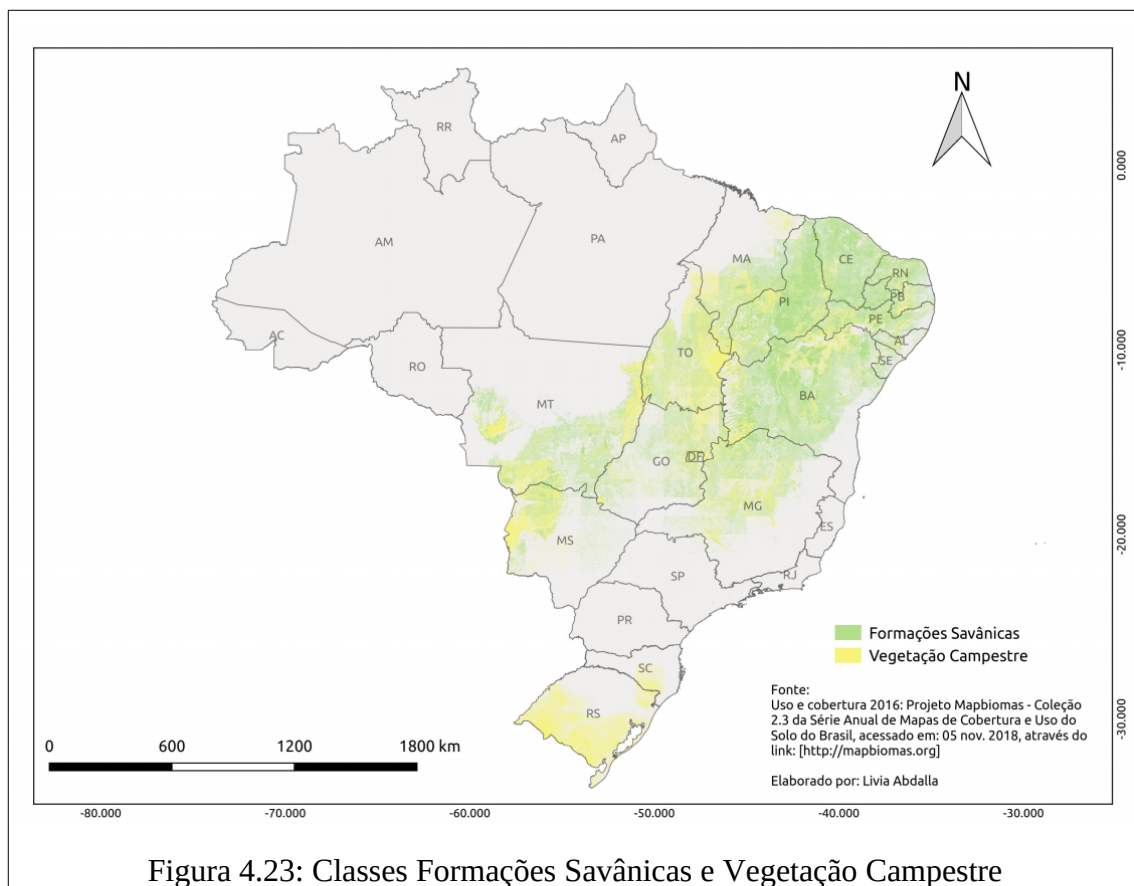 N
RR
AP
AM
PA
MA
CE
RN
PB
PI
PE
AC
AL
TO
SE
RO
BA
MT
DF
GO
MG
ES
MS
SP
RJ
PR
SC
RS
0.000
-10.000
-20.000
-30.000
Formações Savânicas
Vegetação Campestre
Fonte:
Uso e cobertura 2016: Projeto Mapbiomas - Coleção
2.3 da Série Anual de Mapas de Cobertura e Uso do
Solo do Brasil, acessado em: 05 nov. 2018, através do
link: [http://mapbiomas.org]
Elaborado por: Livia Abdalla
0 600 1200 1800 km
-80.000 -70.000 -60.000 -50.000 -40.000 -30.000
Figura 4.23: Classes Formações Savânicas e Vegetação Campestre